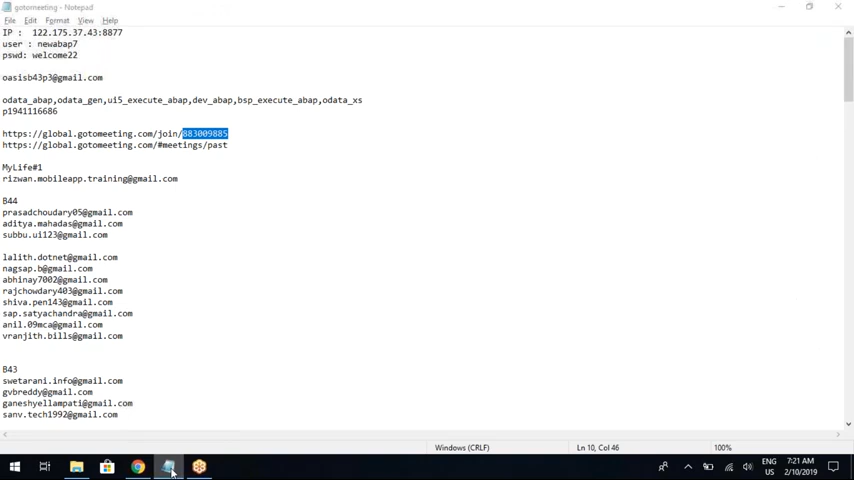 gotomeeting - Notepad
File Edit Format View Help
IP :  122.175.37.43:8877
user : newabap7
pswd: welcome22
oasisb43p3@gmail.com
odata_abap,odata_gen,ui5_execute_abap,dev_abap,bsp_execute_abap,odata_xs
p1941116686
https://global.gotomeeting.com/join/883009885
https://global.gotomeeting.com/#meetings/past
MyLife#1
rizwan.mobileapp.training@gmail.com
B44
prasadchoudary05@gmail.com
aditya.mahadas@gmail.com
subbu.ui123@gmail.com
lalith.dotnet@gmail.com
nagsap.b@gmail.com
abhinay7002@gmail.com
rajchowdary403@gmail.com
shiva.pen143@gmail.com
sap.satyachandra@gmail.com
anil.09mca@gmail.com
vranjith.bills@gmail.com
B43
swetarani.info@gmail.com
gvbreddy@gmail.com
ganeshyellampati@gmail.com
sanv.tech1992@gmail.com
Windows (CRLF) Ln 10, Col 46 100%
ENG 7:21 AM
US 2/10/2019